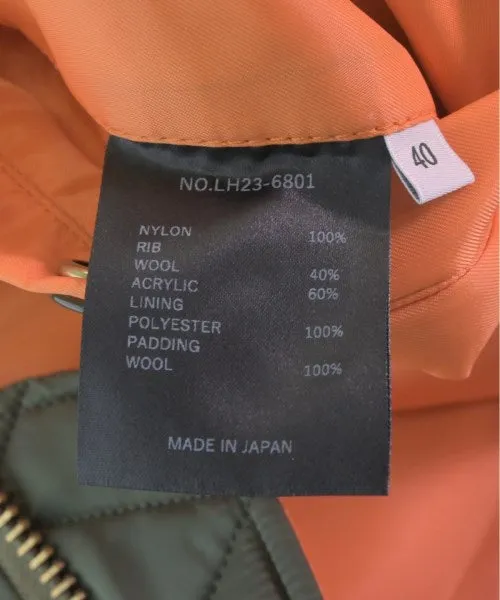 40
NO.LH23-6801
NYLON 100%
RIB
WOOL 40%
ACRYLIC 60%
LINING
POLYESTER 100%
PADDING
WOOL 100%
MADE IN JAPAN